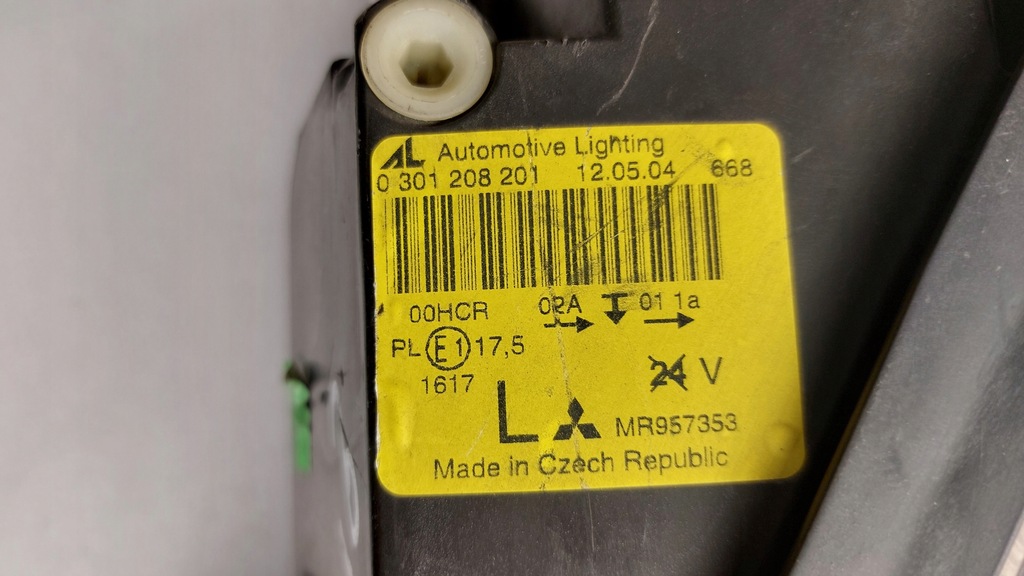 AL Automotive Lighting
0 301 208 201 12.05.04 668
00HCR 02A 01 1a
PL E1 17,5
1617
24 V
L MR957353
Made in Czech Republic